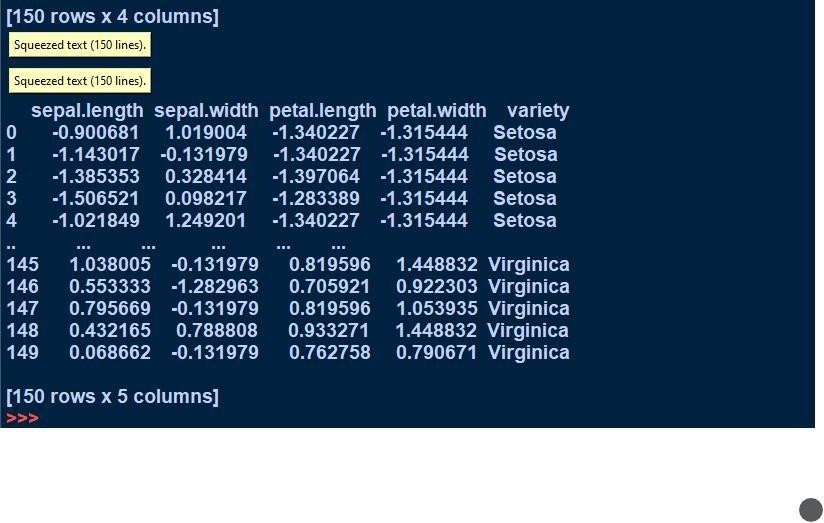 [150 rows x 4 columns]
Squeezed text (150 lines).
Squeezed text (150 lines).
sepal.length sepal.width petal.length petal.width variety
0 -0.900681 1.019004 -1.340227 -1.315444 Setosa
1 -1.143017 -0.131979 -1.340227 -1.315444 Setosa
2 -1.385353 0.328414 -1.397064 -1.315444 Setosa
3 -1.506521 0.098217 -1.283389 -1.315444 Setosa
4 -1.021849 1.249201 -1.340227 -1.315444 Setosa
.. ... ... ... ... ...
145 1.038005 -0.131979 0.819596 1.448832 Virginica
146 0.553333 -1.282963 0.705921 0.922303 Virginica
147 0.795669 -0.131979 0.819596 1.053935 Virginica
148 0.432165 0.788808 0.933271 1.448832 Virginica
149 0.068662 -0.131979 0.762758 0.790671 Virginica
[150 rows x 5 columns]
>>>